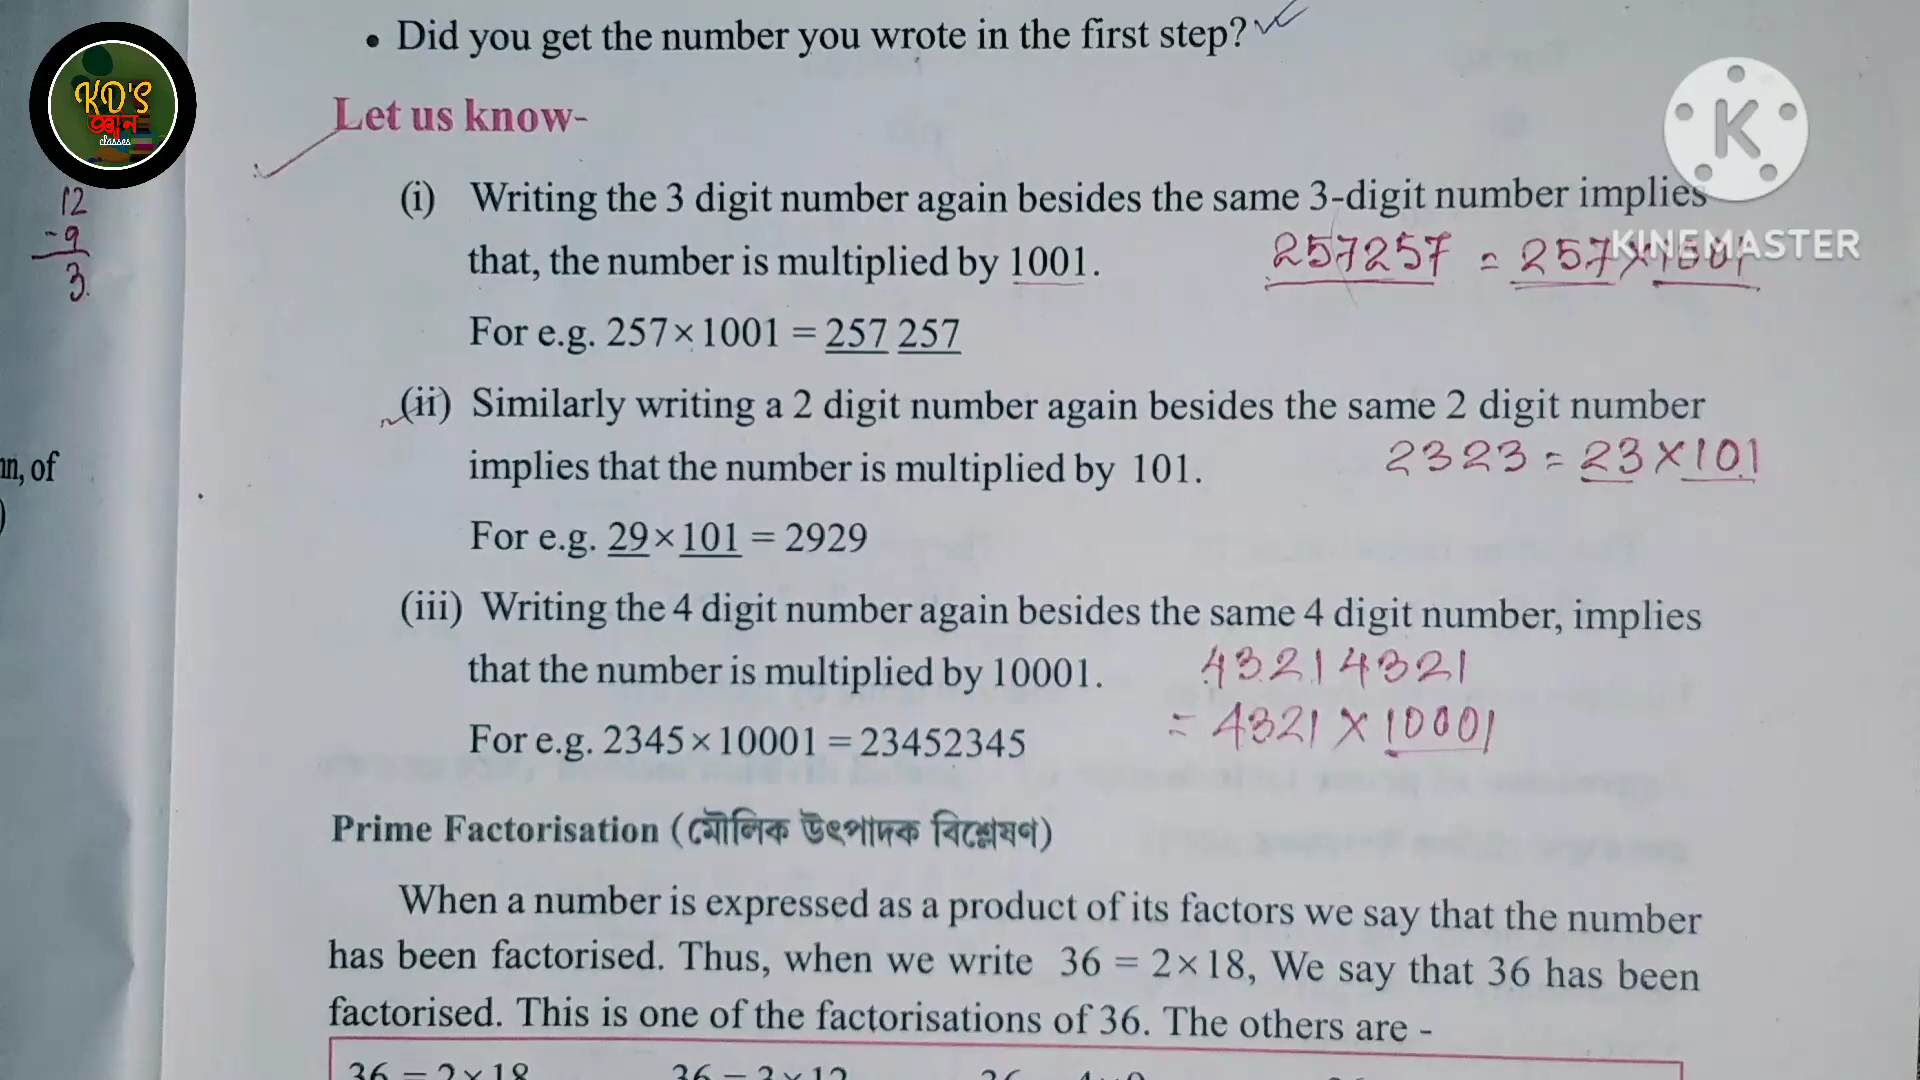 • Did you get the number you wrote in the first step?
KD'S
জ্ঞান
classes
Let us know-
12
-9
3
(i) Writing the 3 digit number again besides the same 3-digit number implies
that, the number is multiplied by 1001.
257257 = 257×1001
KINEMASTER
For e.g. 257×1001 = 257 257
(ii) Similarly writing a 2 digit number again besides the same 2 digit number
implies that the number is multiplied by 101.
2323 = 23×101
, of
For e.g. 29×101 = 2929
(iii) Writing the 4 digit number again besides the same 4 digit number, implies
that the number is multiplied by 10001.
43214321
= 4321×10001
For e.g. 2345×10001 = 23452345
Prime Factorisation (মৌলিক উৎপাদক বিশ্লেষণ)
When a number is expressed as a product of its factors we say that the number
has been factorised. Thus, when we write 36 = 2×18, We say that 36 has been
factorised. This is one of the factorisations of 36. The others are -
36 = 2×18 36 = 3×12